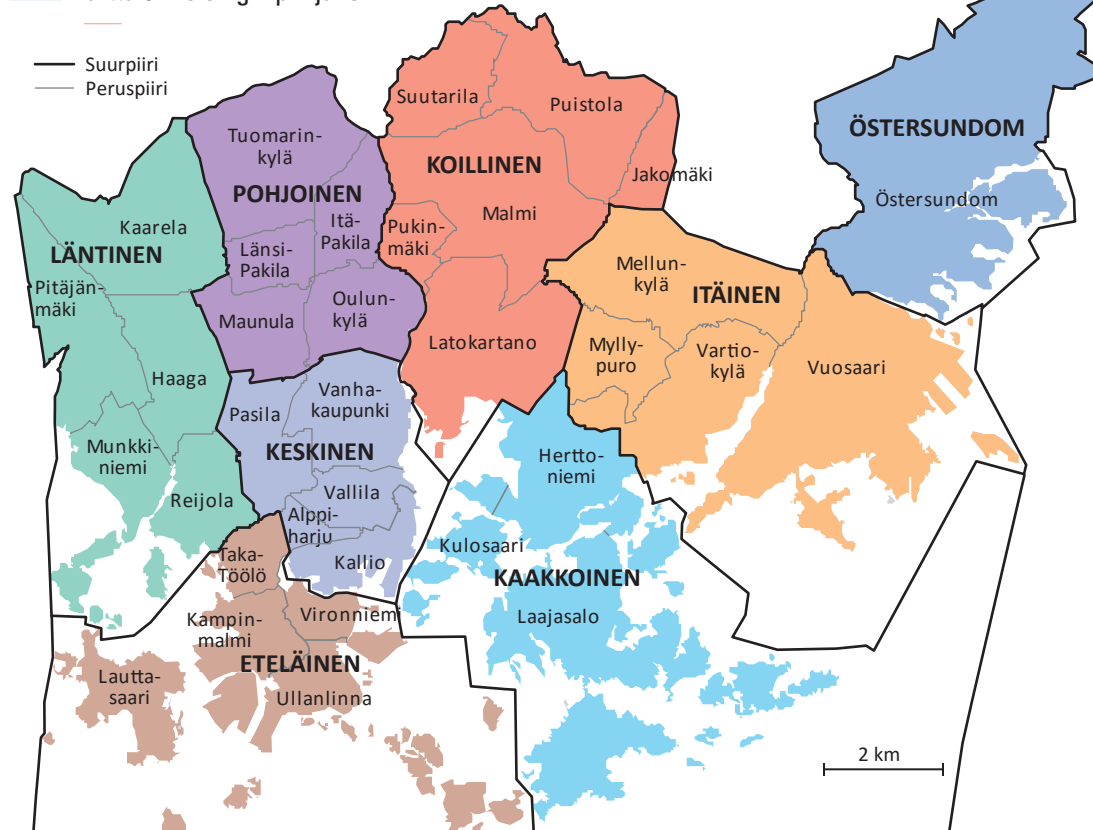 Suurpiiri
Peruspiiri
Suutarila
Puistola
Tuomarin-
kylä
KOILLINEN
Jakomäki
ÖSTERSUNDOM
Östersundom
POHJOINEN
Kaarela
LÄNTINEN
Itä-
Pakila
Länsi-
Pakila
Pukin-
mäki
Malmi
Pitäjän-
mäki
Maunula
Oulun-
kylä
Latokartano
Mellun-
kylä
ITÄINEN
Mylly-
puro
Vartio-
kylä
Vuosaari
Haaga
Pasila
Vanha-
kaupunki
KESKINEN
Munkki-
niemi
Reijola
Vallila
Alppi-
harju
Kallio
Hertto-
niemi
Kulosaari
KAAKKOINEN
Laajasalo
Taka-
Töölö
Kampin-
malmi
Vironniemi
ETELÄINEN
Lautta-
saari
Ullanlinna
2 km